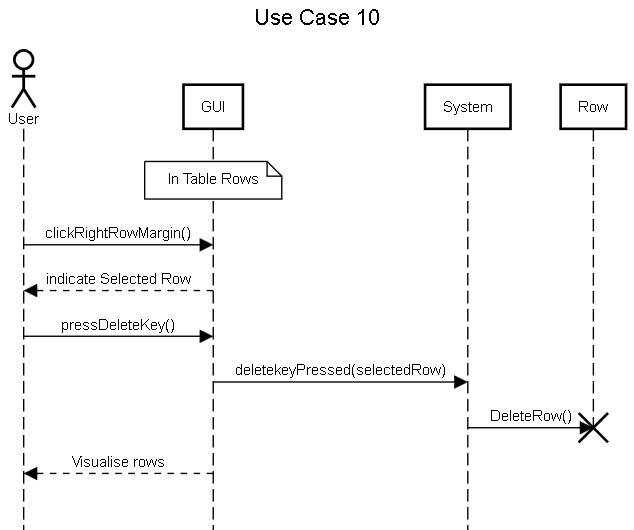 Use Case 10
User
GUI
System
Row
In Table Rows
clickRightRowMargin()
indicate Selected Row
pressDeleteKey()
deletekeyPressed(selectedRow)
DeleteRow()
Visualise rows